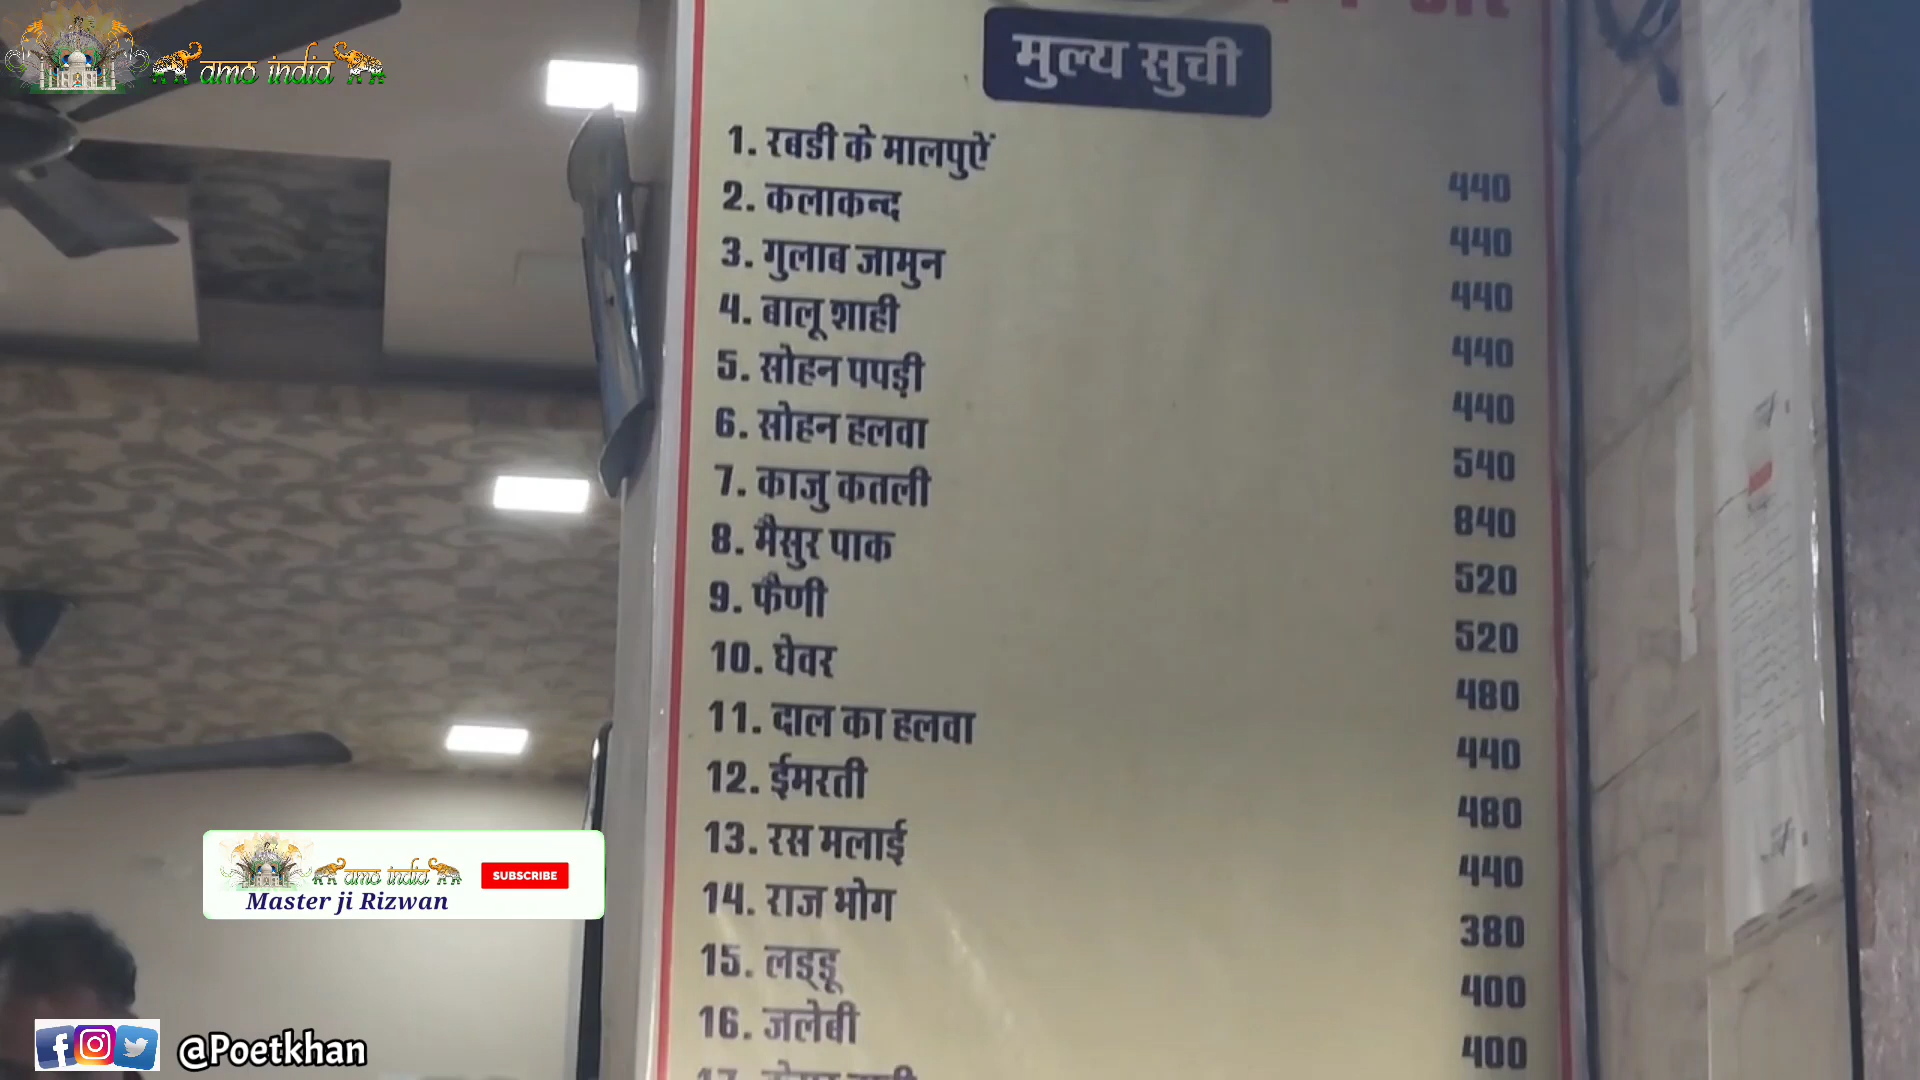 amo india
मुल्य सुची
1. रबडी के मालपुऐं 440
2. कलाकन्द 440
3. गुलाब जामुन 440
4. बालू शाही 440
5. सोहन पपड़ी 440
6. सोहन हलवा 540
7. काजु कतली 840
8. मैसुर पाक 520
9. फैणी 520
10. घेवर 480
11. दाल का हलवा 440
12. ईमरती 480
13. रस मलाई 440
14. राज भोग 380
15. लड्डू 400
16. जलेबी 400
17.
amo india
SUBSCRIBE
Master ji Rizwan
@Poetkhan